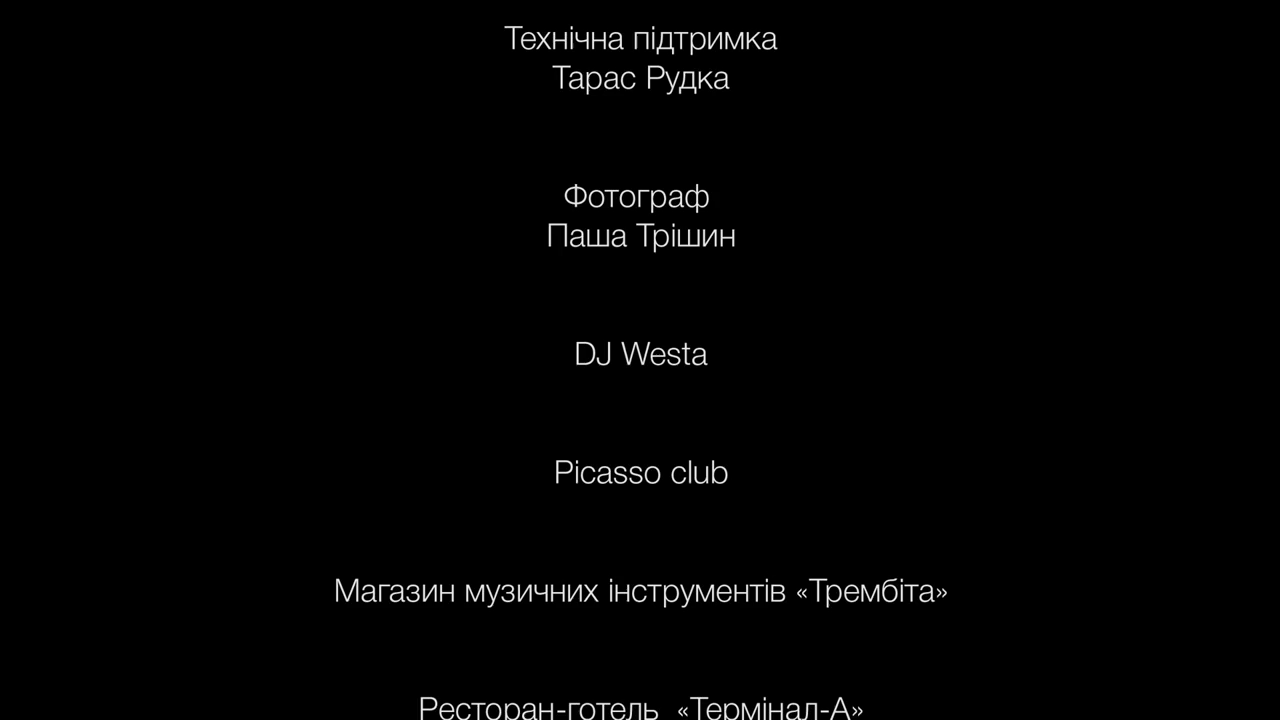 Технічна підтримка
Тарас Рудка
Фотограф
Паша Трішин
DJ Westa
Picasso club
Магазин музичних інструментів «Трембіта»
Ресторан-готель «Термінал-А»